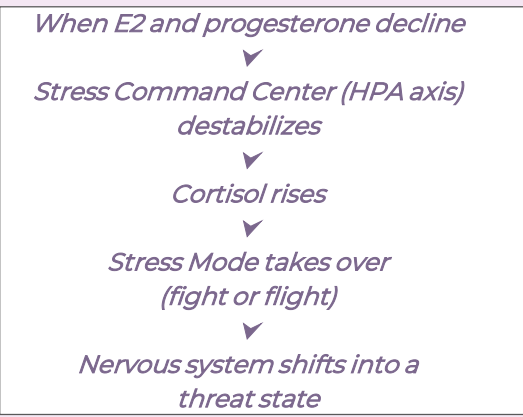 When E2 and progesterone decline
Stress Command Center (HPA axis)
destabilizes
Cortisol rises
Stress Mode takes over
(fight or flight)
Nervous system shifts into a
threat state